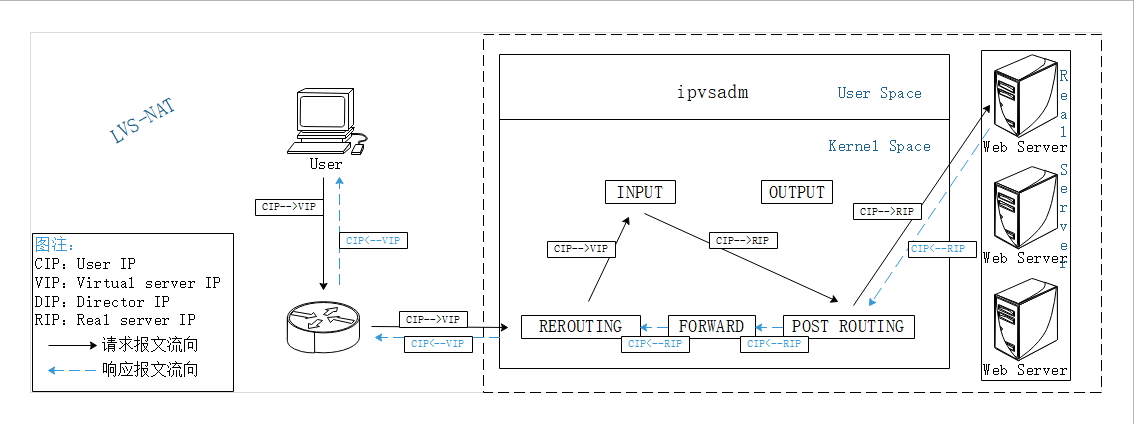 LVS-NAT
User
CIP-->VIP
CIP<--VIP
图注:
CIP: User IP
VIP: Virtual server IP
DIP: Director IP
RIP: Real server IP
请求报文流向
响应报文流向
CIP-->VIP
CIP<--VIP
ipvsadm
User Space
Kernel Space
INPUT
OUTPUT
CIP-->VIP
CIP-->RIP
CIP-->RIP
CIP<--RIP
REROUTING
FORWARD
POST ROUTING
CIP<--RIP
CIP<--RIP
Real Server
Web Server
Web Server
Web Server